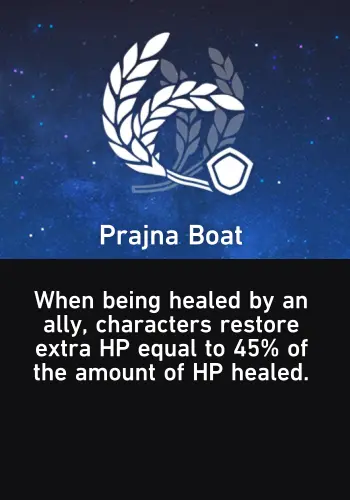 Prajna Boat
When being healed by an
ally, characters restore
extra HP equal to 45% of
the amount of HP healed.